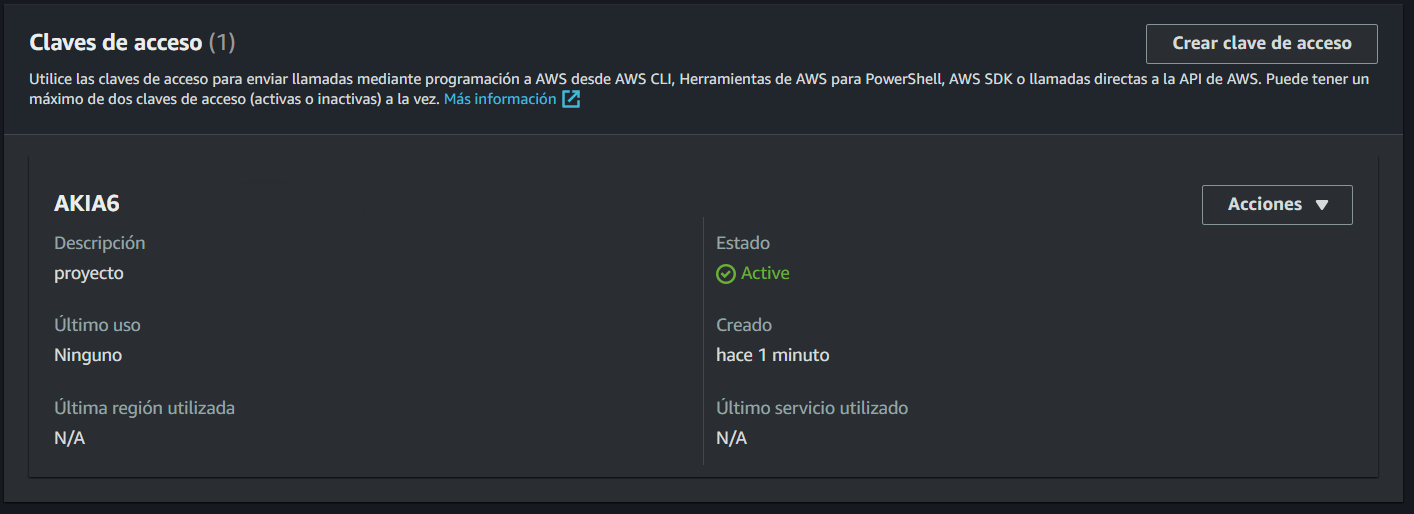 Claves de acceso (1)
Crear clave de acceso
Utilice las claves de acceso para enviar llamadas mediante programación a AWS desde AWS CLI, Herramientas de AWS para PowerShell, AWS SDK o llamadas directas a la API de AWS. Puede tener un
máximo de dos claves de acceso (activas o inactivas) a la vez. Más información
AKIA6
Acciones
Descripción
proyecto
Estado
Active
Último uso
Ninguno
Creado
hace 1 minuto
Última región utilizada
N/A
Último servicio utilizado
N/A